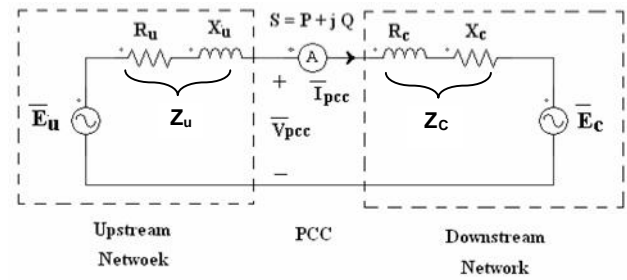 S = P + j Q
Ru Xu A Rc Xc
+ Ipcc
Eu Zu Vpcc Zc Ec
−
Upstream PCC Downstream
Netwoek Network